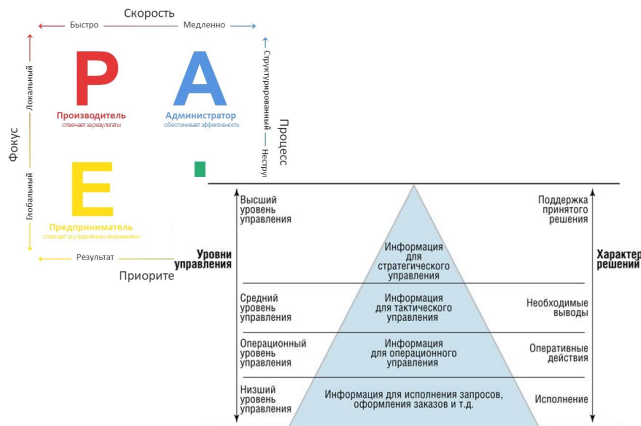 Скорость
Быстро
Медленно
Фокус
Локальный
Глобальный
P
Производитель
отвечает за результаты
A
Администратор
обеспечивает эффективность
Структурированный
Процесс
E
Предприниматель
Результат
Приорите
Уровни
управления
Высший
уровень
управления
Информация
для
стратегического
управления
Поддержка
принятого
решения
Характер
решений
Средний
уровень
управления
Информация
для тактического
управления
Необходимые
выводы
Операционный
уровень
управления
Информация
для операционного
управления
Оперативные
действия
Низший
уровень
управления
Информация для исполнения запросов,
оформления заказов и т.д.
Исполнение